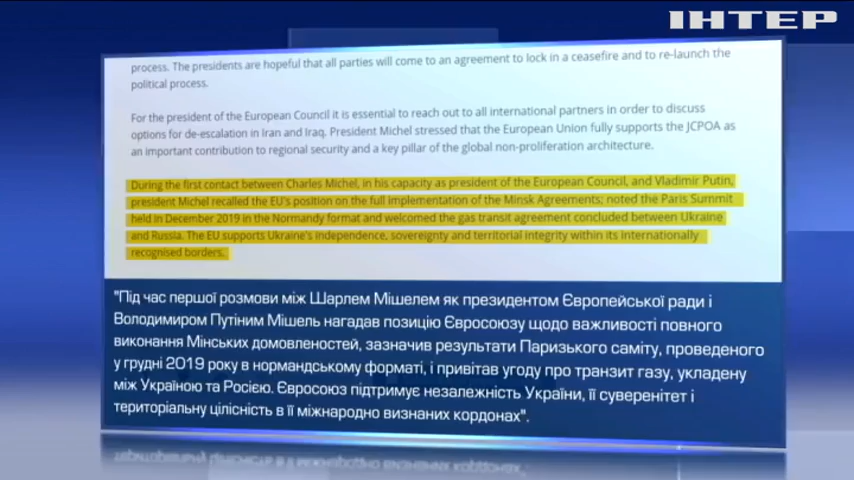 ІНТЕР
process. The presidents are hopeful that all parties will come to an agreement to lock in a ceasefire and to re-launch the
political process.
For the president of the European Council it is essential to reach out to all international partners in order to discuss
options for de-escalation in Iran and Iraq. President Michel stressed that the European Union fully supports the JCPOA as
an important contribution to regional security and a key pillar of the global non-proliferation architecture.
During the first contact between Charles Michel, in his capacity as president of the European Council, and Vladimir Putin,
president Michel recalled the EU's position on the full implementation of the Minsk Agreements; noted the Paris Summit
held in December 2019 in the Normandy format and welcomed the gas transit agreement concluded between Ukraine
and Russia. The EU supports Ukraine's independence, sovereignty and territorial integrity within its internationally
recognised borders.
"Під час першої розмови між Шарлем Мішелем як президентом Європейської ради і
Володимиром Путіним Мішель нагадав позицію Євросоюзу щодо важливості повного
виконання Мінських домовленостей, зазначив результати Паризького саміту, проведеного
у грудні 2019 року в нормандському форматі, і привітав угоду про транзит газу, укладену
між Україною та Росією. Євросоюз підтримує незалежність України, її суверенітет і
територіальну цілісність в її міжнародно визнаних кордонах".